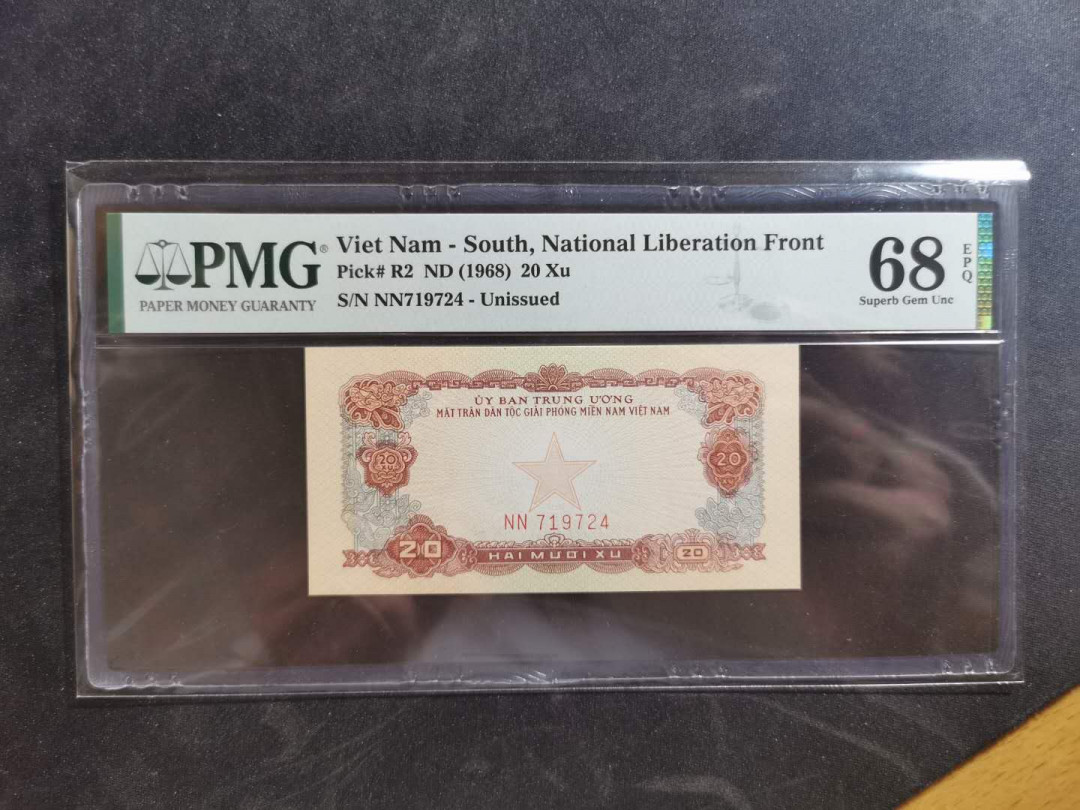 PMG®
PAPER MONEY GUARANTY
Viet Nam - South, National Liberation Front
Pick# R2 ND (1968) 20 Xu
S/N NN719724 - Unissued
68
Superb Gem Unc
EPQ
ỦY BAN TRUNG ƯƠNG
MẶT TRẬN DÂN TỘC GIẢI PHÓNG MIỀN NAM VIỆT NAM
20
XU
20
NN 719724
20
HAI MƯƠI XU
20